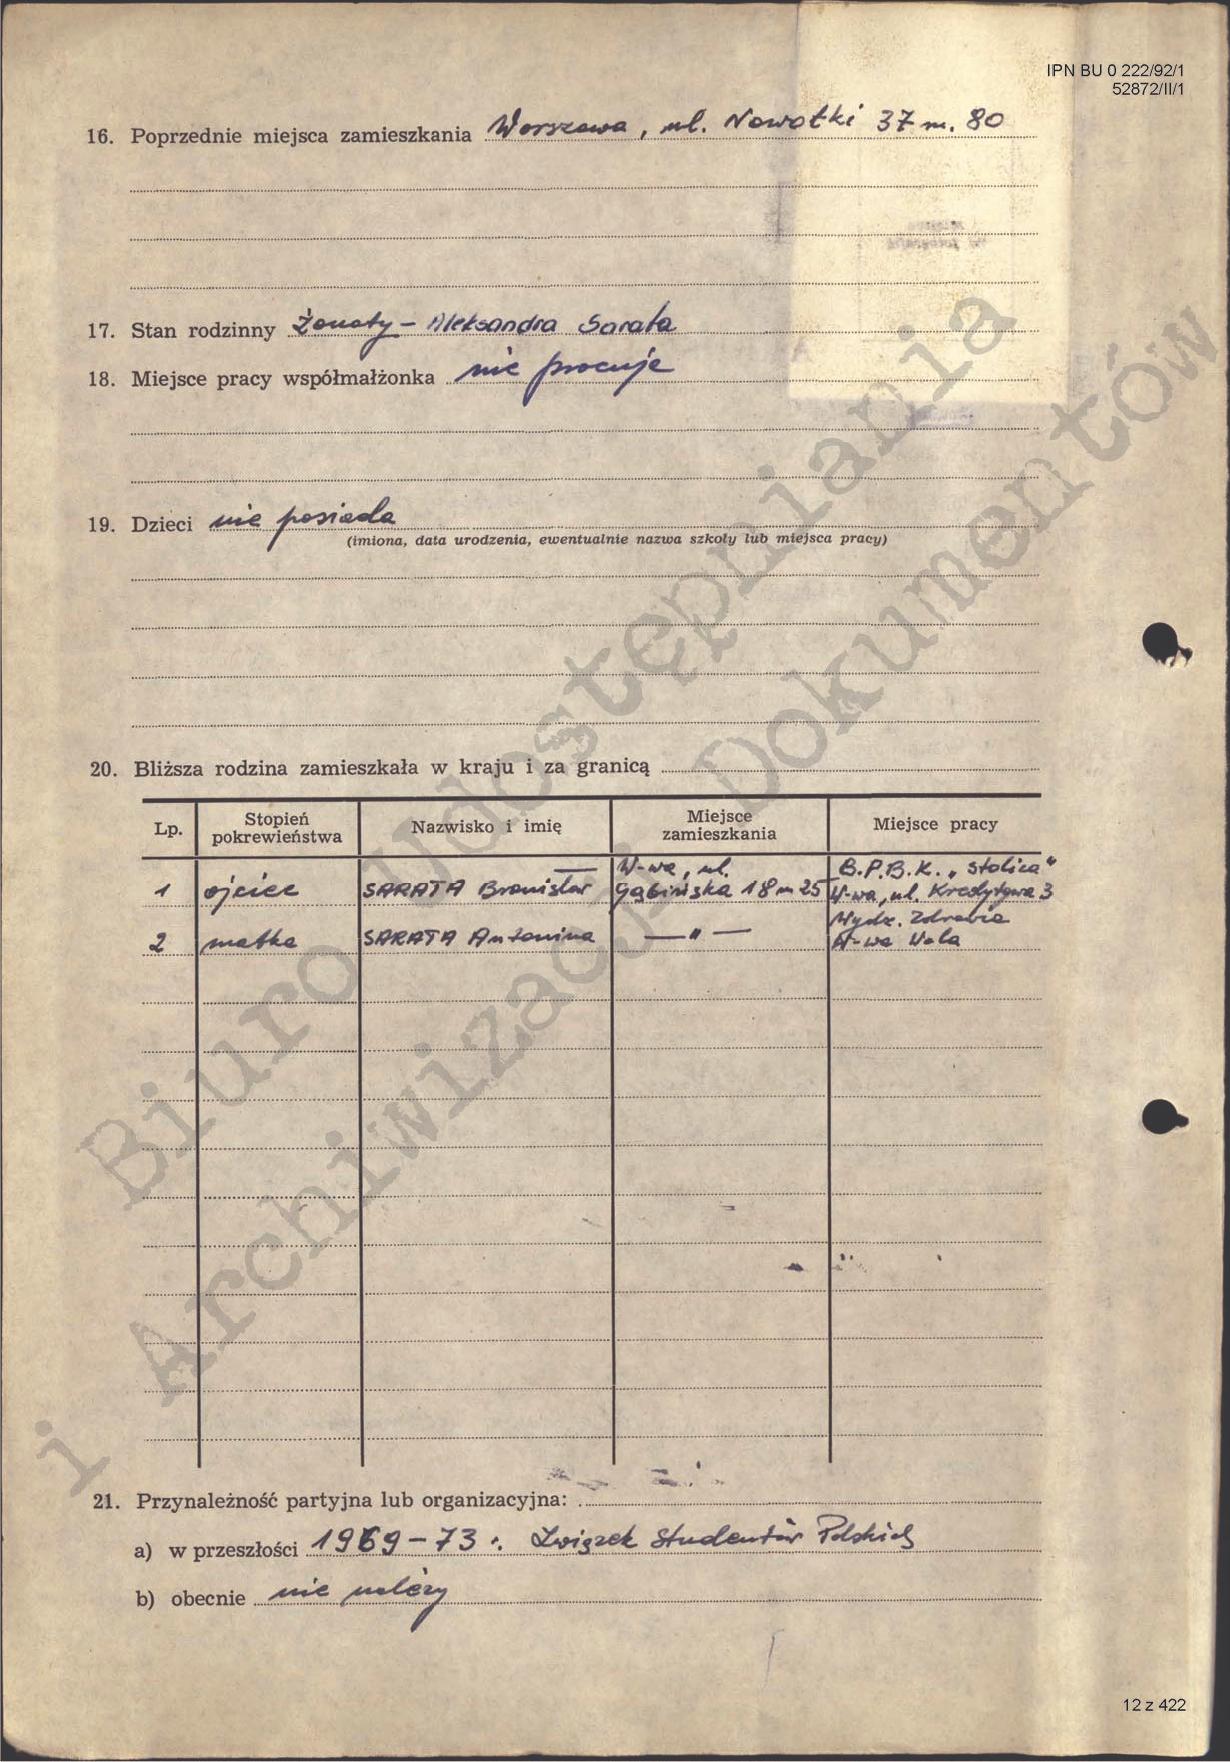 IPN BU 0 222/92/1
52872/II/1
16. Poprzednie miejsca zamieszkania Warszawa, ul. Nowotki 37 m. 80
17. Stan rodzinny Żonaty – Aleksandra Sarata
18. Miejsce pracy współmałżonka nie pracuje
19. Dzieci nie posiada
(imiona, data urodzenia, ewentualnie nazwa szkoły lub miejsca pracy)
20. Bliższa rodzina zamieszkała w kraju i za granicą
Lp. Stopień pokrewieństwa Nazwisko i imię Miejsce zamieszkania Miejsce pracy
1 ojciec SARATA Bronisław W-wa, ul. Gąbińska 18 m 25 B.P.B.K. „Stolica" W-wa, ul. Kredytowa 3
2 matka SARATA Antonina —"— Wydz. Zdrowia W-wa Wola
21. Przynależność partyjna lub organizacyjna:
a) w przeszłości 1969–73: Związek Studentów Polskich
b) obecnie nie należy
Biuro Udostępniania
i Archiwizacji Dokumentów
12 z 422